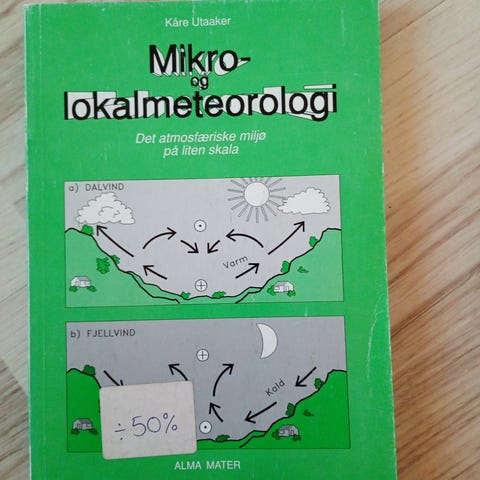 Kåre Utaaker
Mikro-
og
lokalmeteorologi
Det atmosfæriske miljø
på liten skala
a) DALVIND
Varm
b) FJELLVIND
Kald
÷50%
ALMA MATER